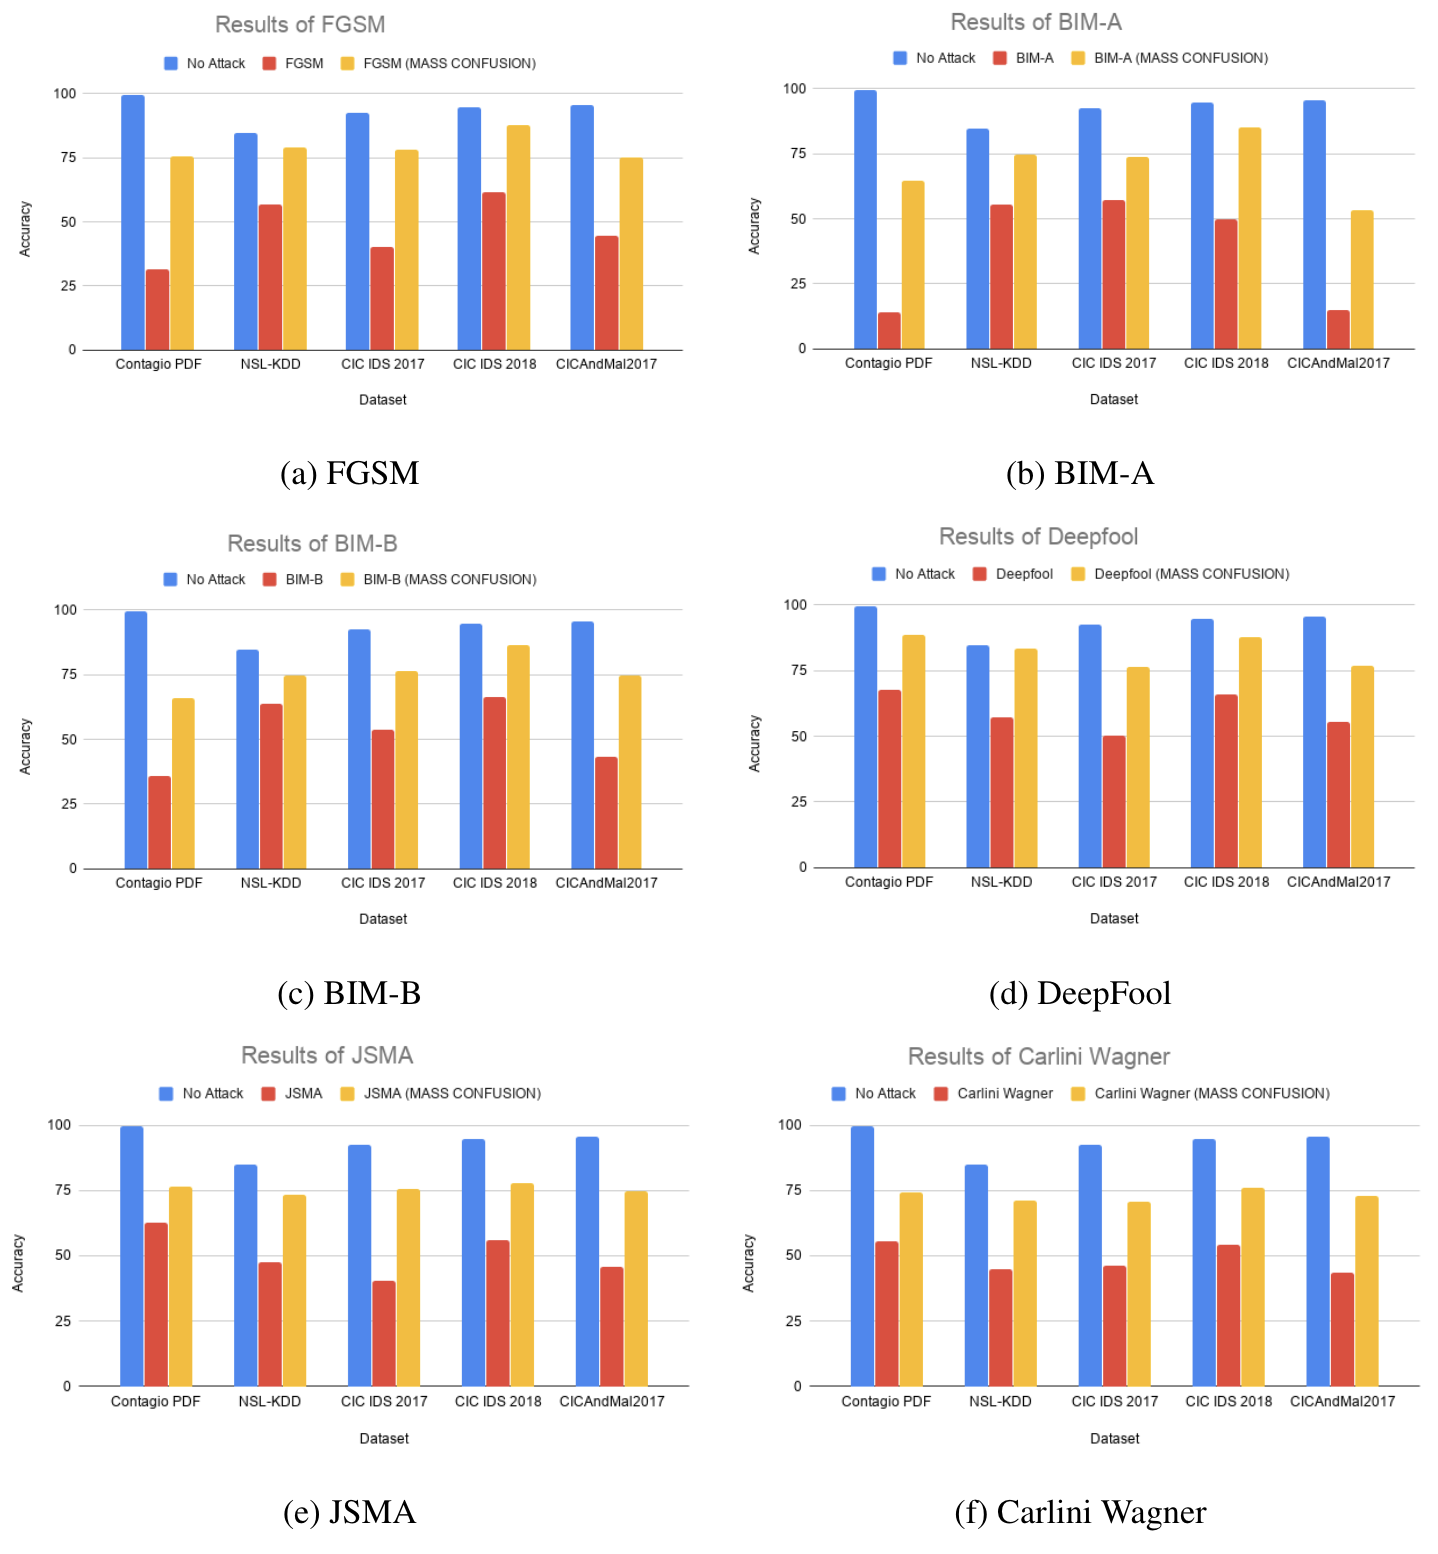 Results of FGSM
No Attack FGSM FGSM (MASS CONFUSION)
100
75
50
25
0
Accuracy
Contagio PDF NSL-KDD CIC IDS 2017 CIC IDS 2018 CICAndMal2017
Dataset
(a) FGSM
Results of BIM-A
No Attack BIM-A BIM-A (MASS CONFUSION)
100
75
50
25
0
Accuracy
Contagio PDF NSL-KDD CIC IDS 2017 CIC IDS 2018 CICAndMal2017
Dataset
(b) BIM-A
Results of BIM-B
No Attack BIM-B BIM-B (MASS CONFUSION)
100
75
50
25
0
Accuracy
Contagio PDF NSL-KDD CIC IDS 2017 CIC IDS 2018 CICAndMal2017
Dataset
(c) BIM-B
Results of Deepfool
No Attack Deepfool Deepfool (MASS CONFUSION)
100
75
50
25
0
Accuracy
Contagio PDF NSL-KDD CIC IDS 2017 CIC IDS 2018 CICAndMal2017
Dataset
(d) DeepFool
Results of JSMA
No Attack JSMA JSMA (MASS CONFUSION)
100
75
50
25
0
Accuracy
Contagio PDF NSL-KDD CIC IDS 2017 CIC IDS 2018 CICAndMal2017
Dataset
(e) JSMA
Results of Carlini Wagner
No Attack Carlini Wagner Carlini Wagner (MASS CONFUSION)
100
75
50
25
0
Accuracy
Contagio PDF NSL-KDD CIC IDS 2017 CIC IDS 2018 CICAndMal2017
Dataset
(f) Carlini Wagner